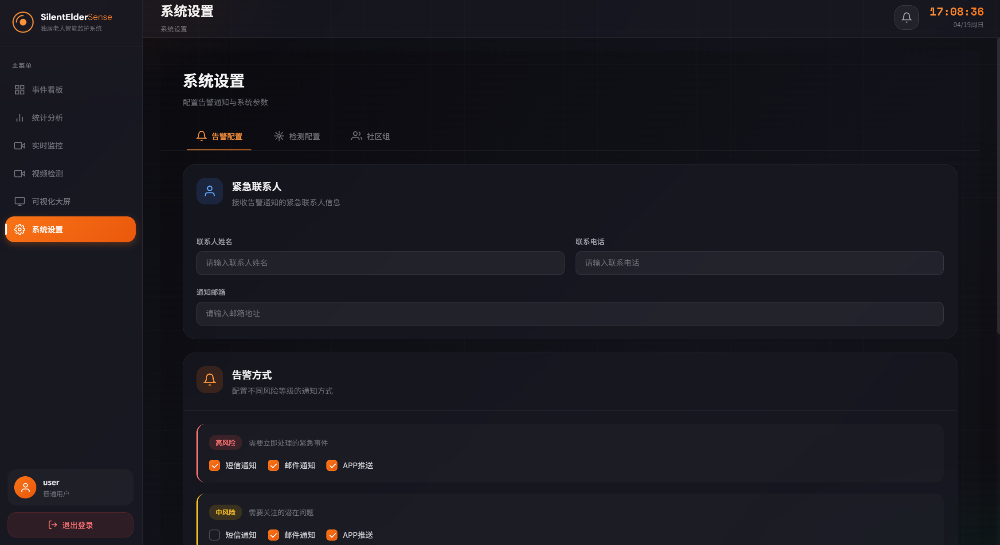 SilentElderSense
独居老人智能监护系统
主菜单
事件看板
统计分析
实时监控
视频检测
可视化大屏
系统设置
user
普通用户
退出登录
系统设置
系统设置
17:08:36
04/19周日
系统设置
配置告警通知与系统参数
告警配置
检测配置
社区组
紧急联系人
接收告警通知的紧急联系人信息
联系人姓名
请输入联系人姓名
联系电话
请输入联系电话
通知邮箱
请输入邮箱地址
告警方式
配置不同风险等级的通知方式
高风险 需要立即处理的紧急事件
短信通知 邮件通知 APP推送
中风险 需要关注的潜在问题
短信通知 邮件通知 APP推送